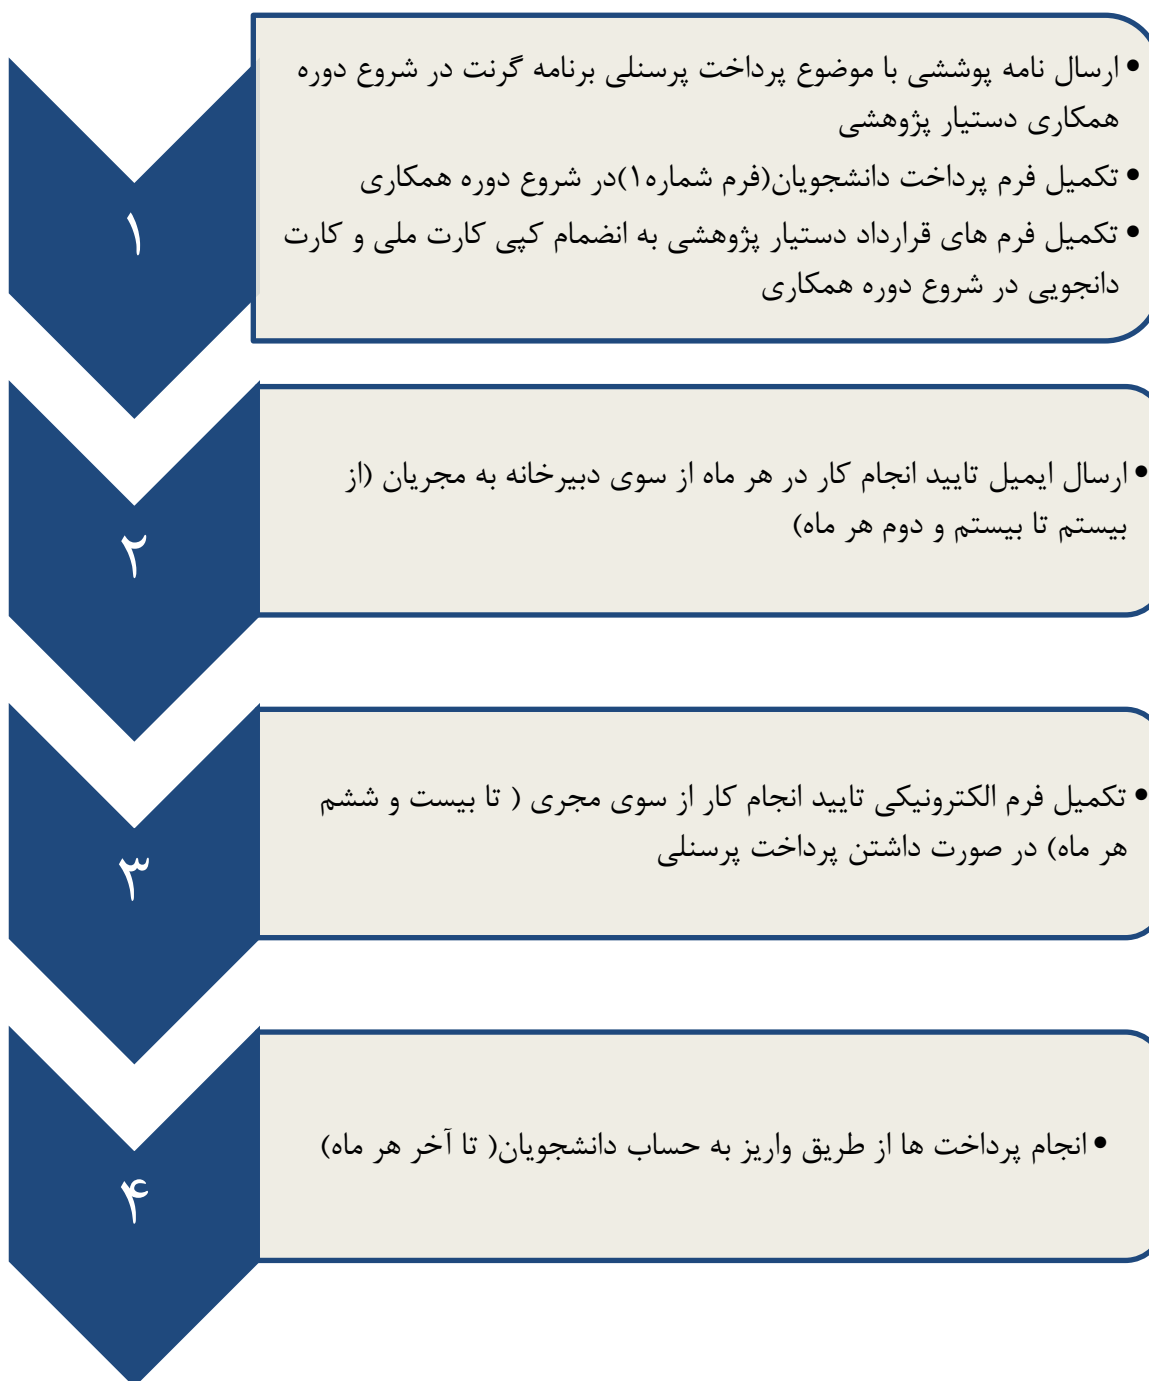 ۱
• ارسال نامه پوششی با موضوع پرداخت پرسنلی برنامه گرنت در شروع دوره
همکاری دستیار پژوهشی
• تکمیل فرم پرداخت دانشجویان(فرم شماره۱)در شروع دوره همکاری
• تکمیل فرم های قرارداد دستیار پژوهشی به انضمام کپی کارت ملی و کارت
دانجویی در شروع دوره همکاری
۲
• ارسال ایمیل تایید انجام کار در هر ماه از سوی دبیرخانه به مجریان (از
بیستم تا بیستم و دوم هر ماه)
۳
• تکمیل فرم الکترونیکی تایید انجام کار از سوی مجری ( تا بیست و ششم
هر ماه) در صورت داشتن پرداخت پرسنلی
۴
• انجام پرداخت ها از طریق واریز به حساب دانشجویان( تا آخر هر ماه)